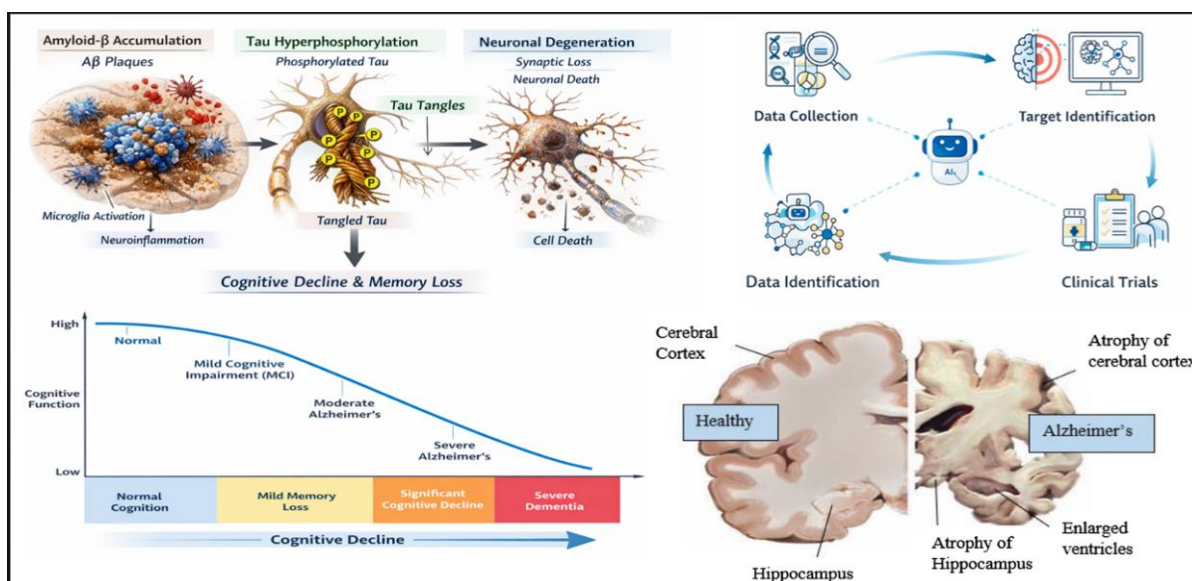 Amyloid-β Accumulation
Aβ Plaques
Microglia Activation
Neuroinflammation
Tau Hyperphosphorylation
Phosphorylated Tau
P
P
P
P
P
P
P
Tau Tangles
Tangled Tau
Neuronal Degeneration
Synaptic Loss
Neuronal Death
Cell Death
Cognitive Decline & Memory Loss
Data Collection
Target Identification
AI
Data Identification
Clinical Trials
High
Cognitive
Function
Low
Normal
Mild Cognitive
Impairment (MCI)
Moderate
Alzheimer's
Severe
Alzheimer's
Normal
Cognition
Mild Memory
Loss
Significant
Cognitive Decline
Severe
Dementia
Cognitive Decline
Cerebral
Cortex
Healthy
Hippocampus
Atrophy of
cerebral cortex
Alzheimer's
Atrophy of
Hippocampus
Enlarged
ventricles